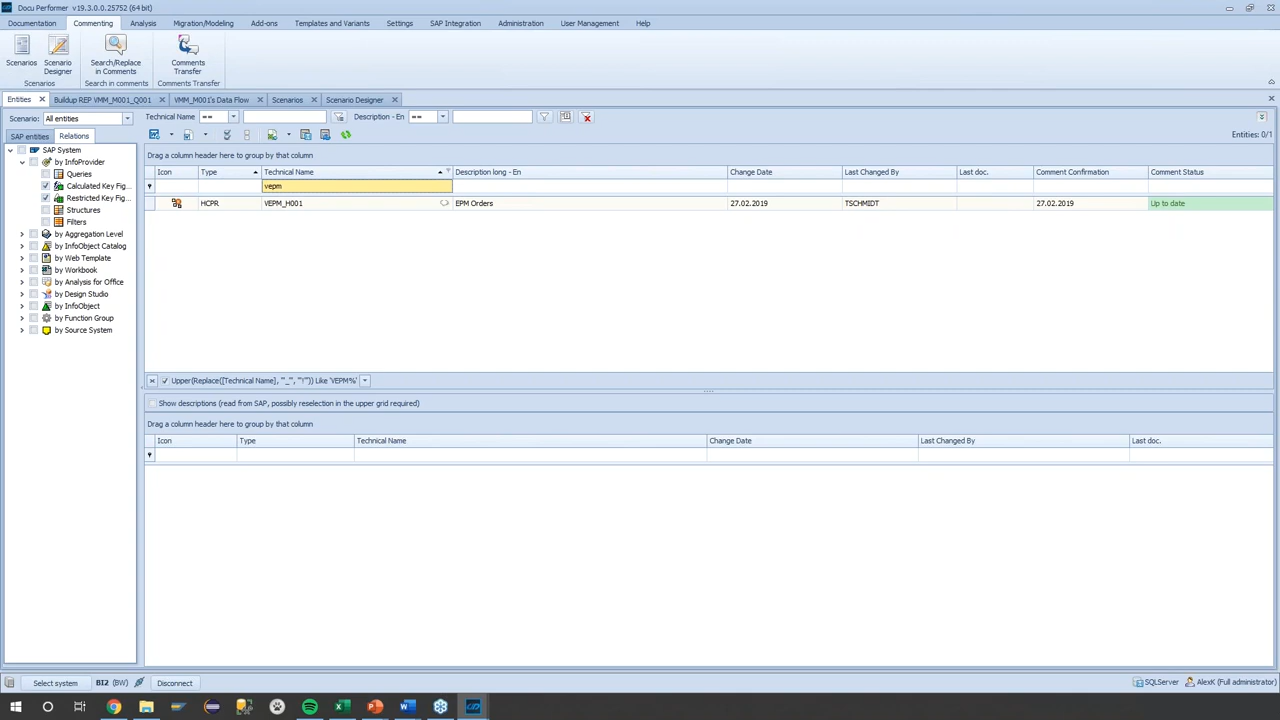 Docu Performer v19.3.0.0.25752 (64 bit)
Documentation Commenting Analysis Migration/Modeling Add-ons Templates and Variants Settings SAP Integration Administration User Management Help
Scenarios
Scenario Designer
Search/Replace in Comments
Comments Transfer
Scenarios Search in comments Comments Transfer
Entities Buildup REP VMM_M001_Q001 VMM_M001's Data Flow Scenarios Scenario Designer
Scenario: All entities Technical Name == Description - En ==
SAP entities Relations
Entities: 0/1
SAP System
by InfoProvider
Queries
Calculated Key Fig...
Restricted Key Fig...
Structures
Filters
by Aggregation Level
by InfoObject Catalog
by Web Template
by Workbook
by Analysis for Office
by Design Studio
by InfoObject
by Function Group
by Source System
Drag a column header here to group by that column
Icon Type Technical Name Description long - En Change Date Last Changed By Last doc. Comment Confirmation Comment Status
vepm
HCPR VEPM_H001 EPM Orders 27.02.2019 TSCHMIDT 27.02.2019 Up to date
Upper(Replace([Technical Name], '"_"', '"!"')) Like 'VEPM%'
Show descriptions (read from SAP, possibly reselection in the upper grid required)
Drag a column header here to group by that column
Icon Type Technical Name Change Date Last Changed By Last doc.
Select system BI2 (BW) Disconnect SQLServer AlexK (Full administrator)